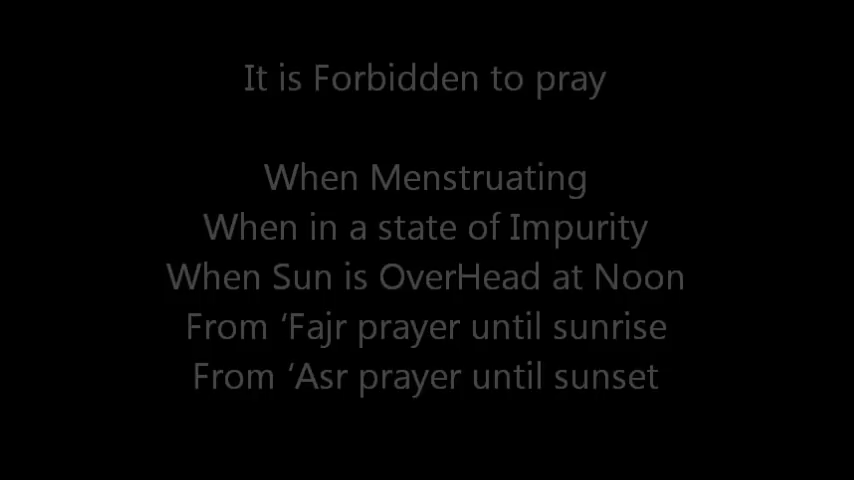 It is Forbidden to pray
When Menstruating
When in a state of Impurity
When Sun is OverHead at Noon
From ‘Fajr prayer until sunrise
From ‘Asr prayer until sunset